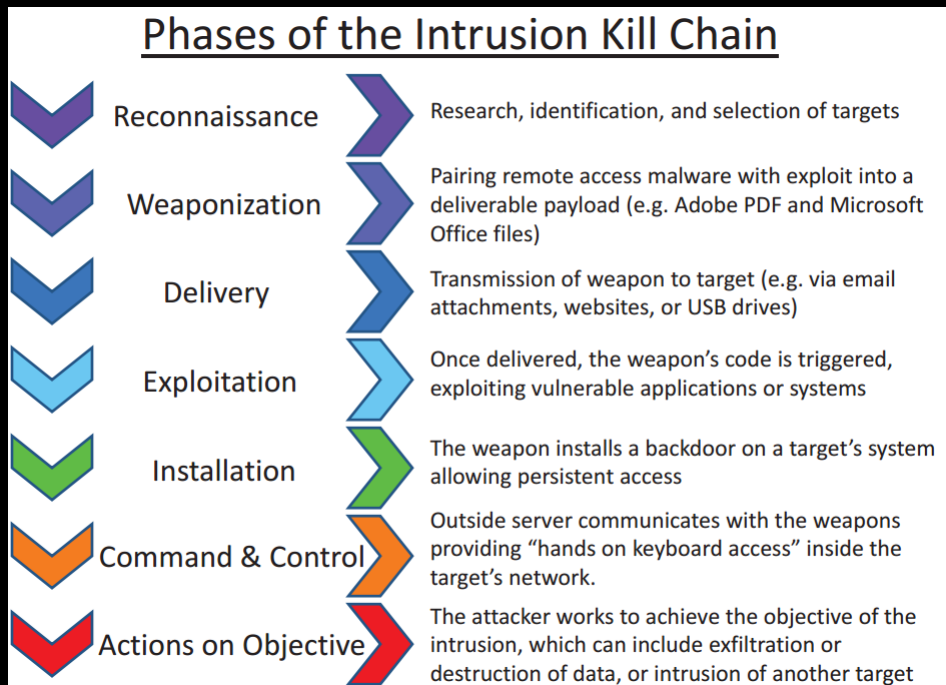 Phases of the Intrusion Kill Chain
Reconnaissance
Research, identification, and selection of targets
Weaponization
Pairing remote access malware with exploit into a
deliverable payload (e.g. Adobe PDF and Microsoft
Office files)
Delivery
Transmission of weapon to target (e.g. via email
attachments, websites, or USB drives)
Exploitation
Once delivered, the weapon's code is triggered,
exploiting vulnerable applications or systems
Installation
The weapon installs a backdoor on a target's system
allowing persistent access
Command & Control
Outside server communicates with the weapons
providing “hands on keyboard access” inside the
target's network.
Actions on Objective
The attacker works to achieve the objective of the
intrusion, which can include exfiltration or
destruction of data, or intrusion of another target